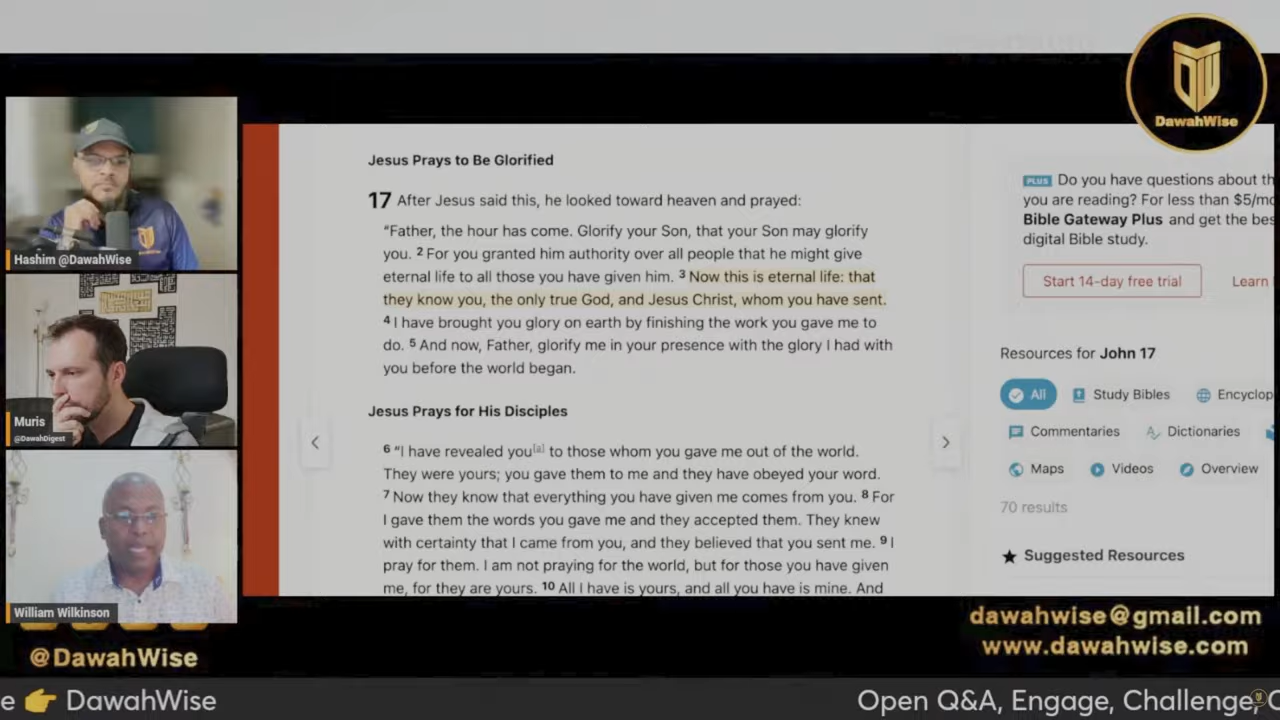 DawahWise
Hashim @DawahWise
Muris
@DawahDigest
William Wilkinson
@DawahWise
Jesus Prays to Be Glorified
17 After Jesus said this, he looked toward heaven and prayed:
“Father, the hour has come. Glorify your Son, that your Son may glorify
you. 2 For you granted him authority over all people that he might give
eternal life to all those you have given him. 3 Now this is eternal life: that
they know you, the only true God, and Jesus Christ, whom you have sent.
4 I have brought you glory on earth by finishing the work you gave me to
do. 5 And now, Father, glorify me in your presence with the glory I had with
you before the world began.
Jesus Prays for His Disciples
6 “I have revealed you[a] to those whom you gave me out of the world.
They were yours; you gave them to me and they have obeyed your word.
7 Now they know that everything you have given me comes from you. 8 For
I gave them the words you gave me and they accepted them. They knew
with certainty that I came from you, and they believed that you sent me. 9 I
pray for them. I am not praying for the world, but for those you have given
me, for they are yours. 10 All I have is yours, and all you have is mine. And
PLUS Do you have questions about th
you are reading? For less than $5/mo
Bible Gateway Plus and get the bes
digital Bible study.
Start 14-day free trial
Learn
Resources for John 17
All
Study Bibles
Encyclop
Commentaries
Dictionaries
Maps
Videos
Overview
70 results
Suggested Resources
dawahwise@gmail.com
www.dawahwise.com
e 👉 DawahWise
Open Q&A, Engage, Challenge,